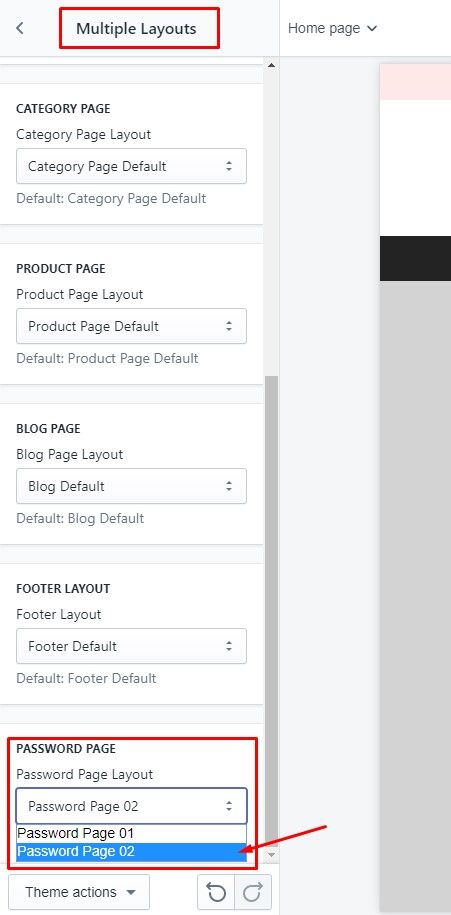 Multiple Layouts
Home page
CATEGORY PAGE
Category Page Layout
Category Page Default
Default: Category Page Default
PRODUCT PAGE
Product Page Layout
Product Page Default
Default: Product Page Default
BLOG PAGE
Blog Page Layout
Blog Default
Default: Blog Default
FOOTER LAYOUT
Footer Layout
Footer Default
Default: Footer Default
PASSWORD PAGE
Password Page Layout
Password Page 02
Password Page 01
Password Page 02
Theme actions